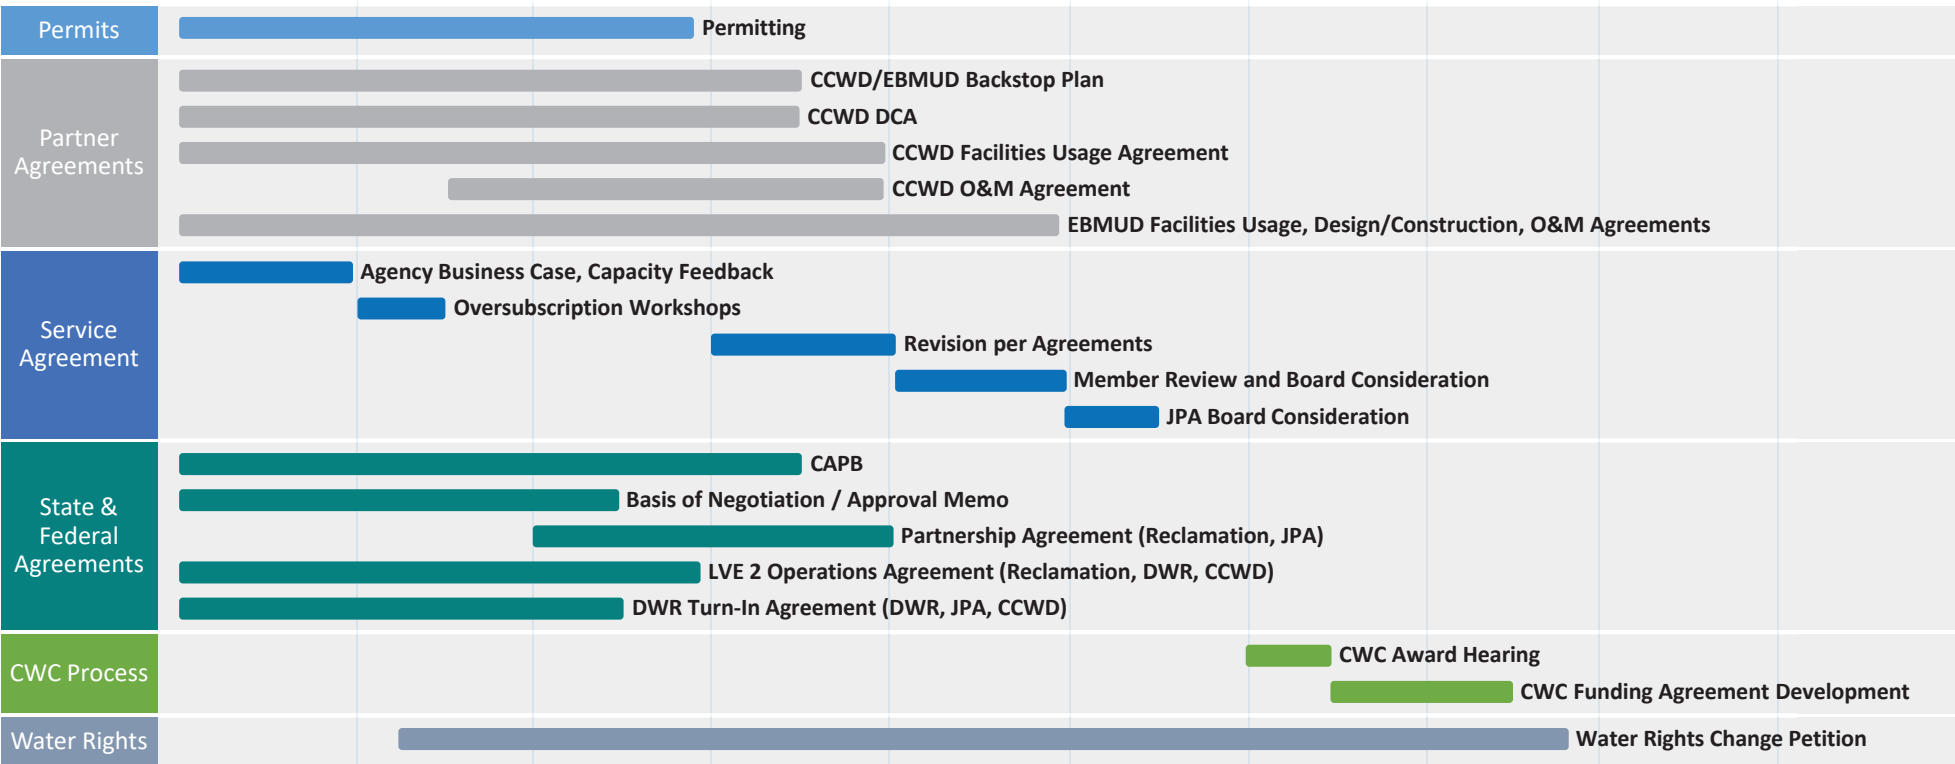 Permits
Permitting
Partner
Agreements
CCWD/EBMUD Backstop Plan
CCWD DCA
CCWD Facilities Usage Agreement
CCWD O&M Agreement
EBMUD Facilities Usage, Design/Construction, O&M Agreements
Service
Agreement
Agency Business Case, Capacity Feedback
Oversubscription Workshops
Revision per Agreements
Member Review and Board Consideration
JPA Board Consideration
State &
Federal
Agreements
CAPB
Basis of Negotiation / Approval Memo
Partnership Agreement (Reclamation, JPA)
LVE 2 Operations Agreement (Reclamation, DWR, CCWD)
DWR Turn-In Agreement (DWR, JPA, CCWD)
CWC Process
CWC Award Hearing
CWC Funding Agreement Development
Water Rights
Water Rights Change Petition